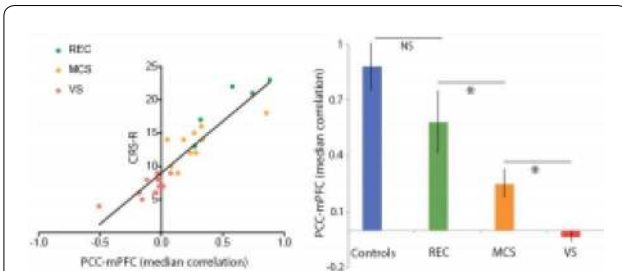 REC
MCS
VS
CRS-R
25
20
15
10
5
-1.0 -0.5 0.0 0.5 1.0
PCC-mPFC (median correlation)
PCC-mPFC (median correlation)
1
0.7
0.4
0.1
-0.2
NS
*
*
Controls REC MCS VS